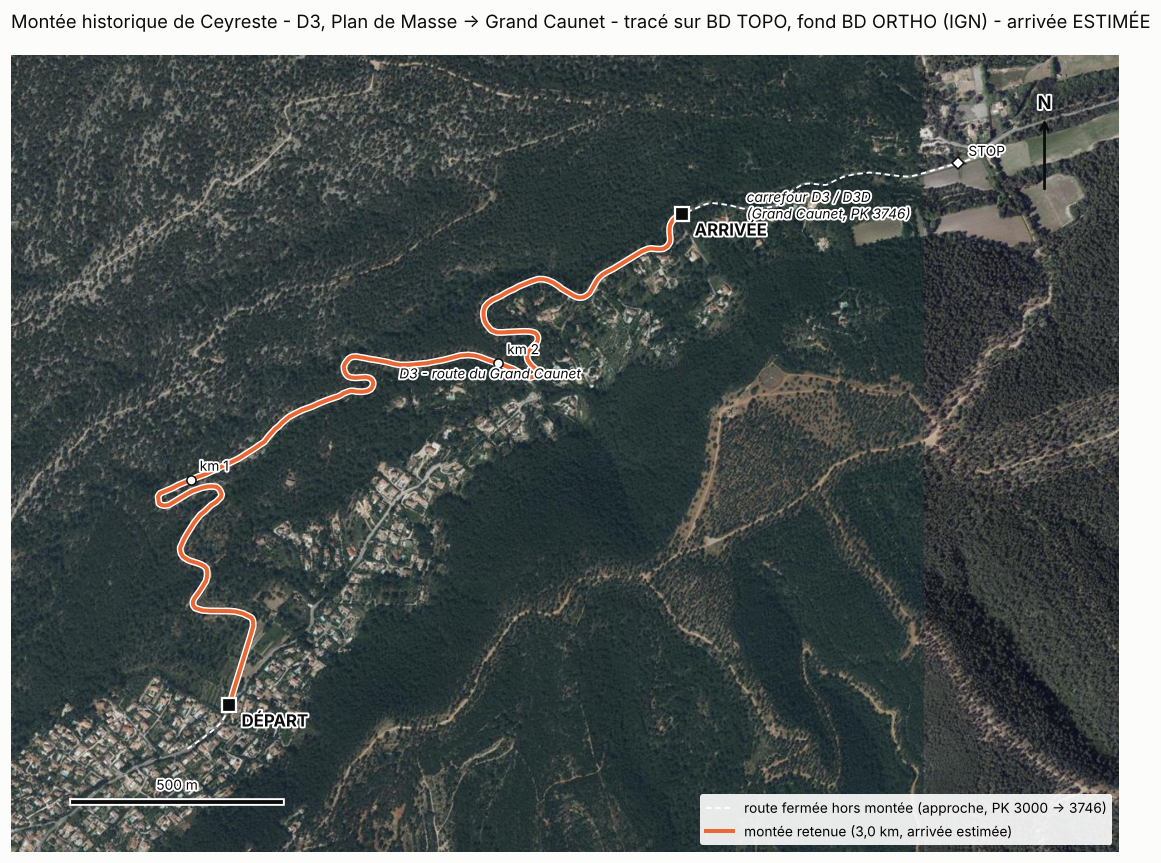 Montée historique de Ceyreste - D3, Plan de Masse → Grand Caunet - tracé sur BD TOPO, fond BD ORTHO (IGN) - arrivée ESTIMÉE
N
STOP
carrefour D3 / D3D
(Grand Caunet, PK 3746)
ARRIVÉE
km 2
D3 - route du Grand Caunet
km 1
DÉPART
500 m
route fermée hors montée (approche, PK 3000 → 3746)
montée retenue (3,0 km, arrivée estimée)